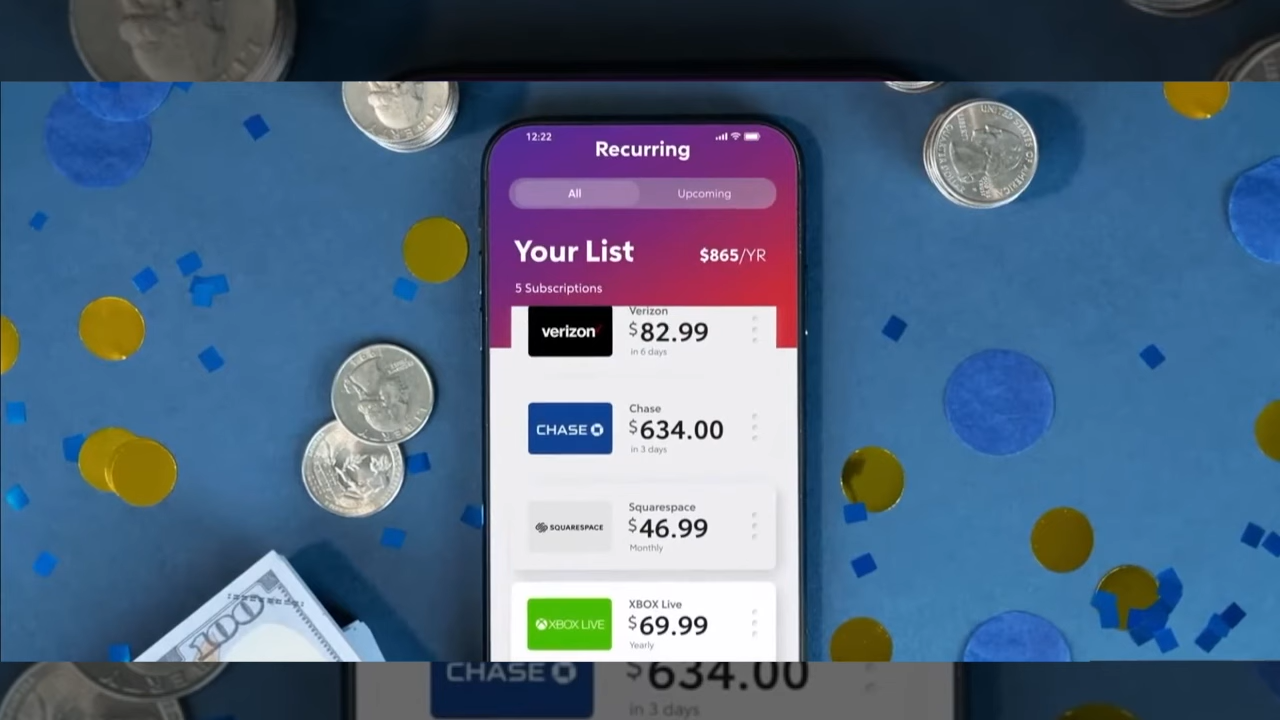 12:22
Recurring
All
Upcoming
Your List
$865/YR
5 Subscriptions
verizon
Verizon
$82.99
in 6 days
CHASE
Chase
$634.00
in 3 days
SQUARESPACE
Squarespace
$46.99
Monthly
XBOX LIVE
XBOX Live
$69.99
Yearly
100
CHASE
$634.00
in 3 days